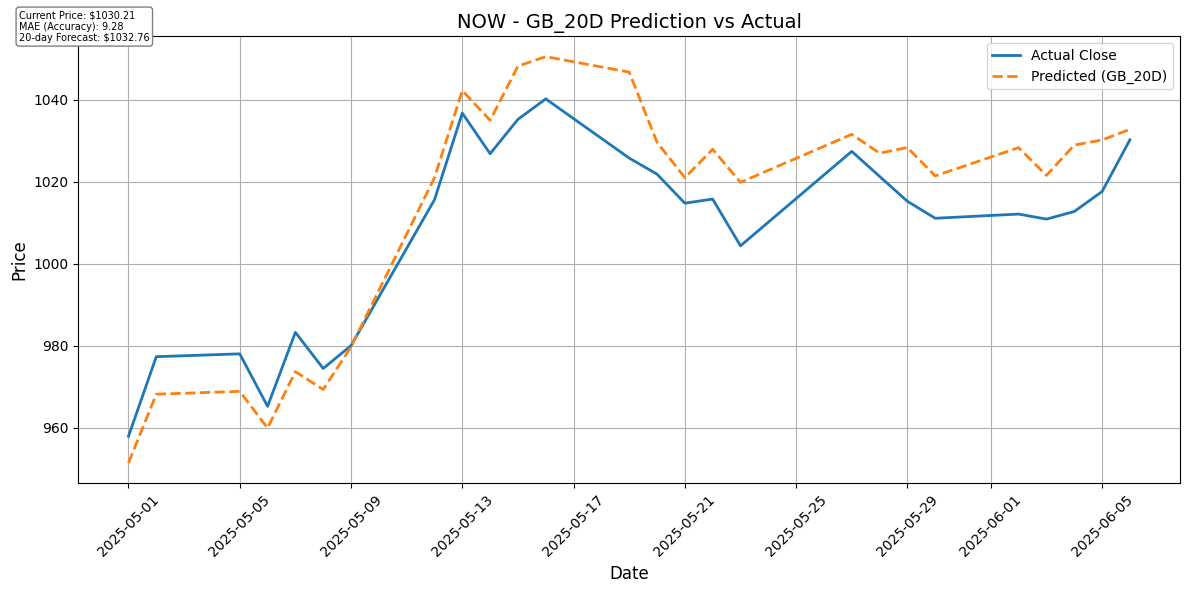 Current Price: $1030.21
MAE (Accuracy): 9.28
20-day Forecast: $1032.76
NOW - GB_20D Prediction vs Actual
Actual Close
Predicted (GB_20D)
Price
1040
1020
1000
980
960
2025-05-01
2025-05-05
2025-05-09
2025-05-13
2025-05-17
2025-05-21
2025-05-25
2025-05-29
2025-06-01
2025-06-05
Date